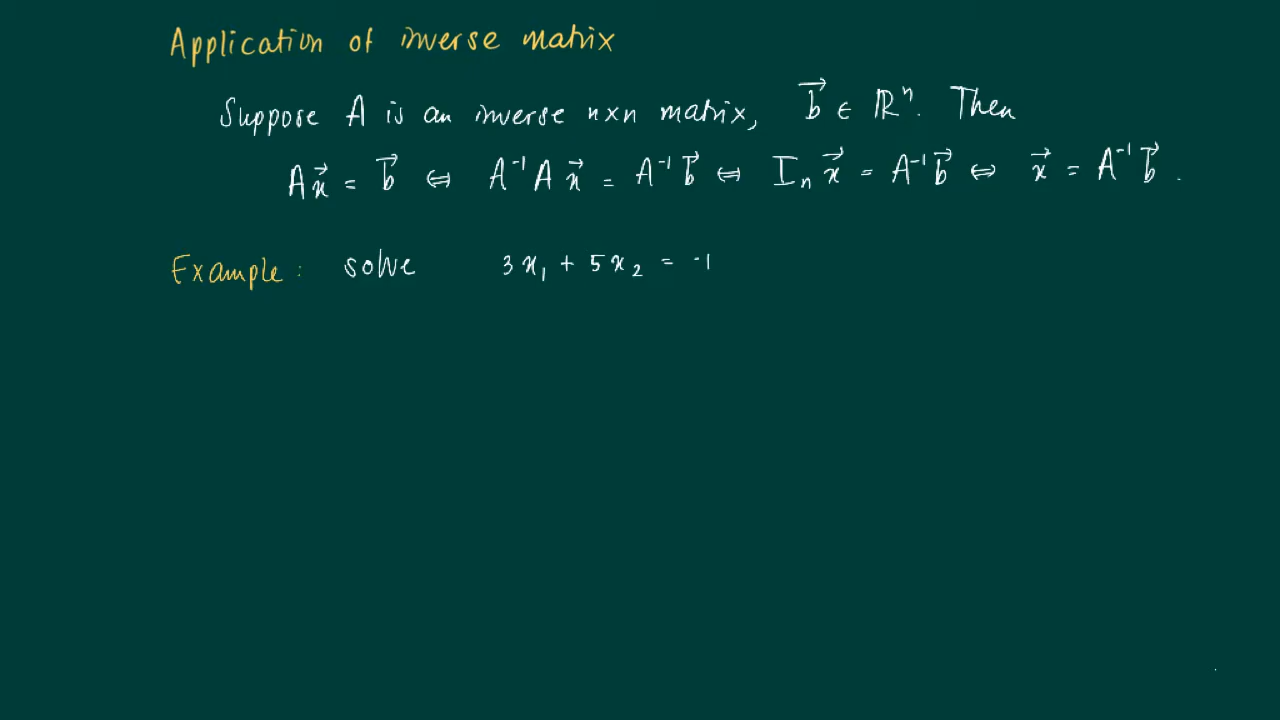 Application of inverse matrix
Suppose A is an inverse n×n matrix, b⃗ ∈ ℝⁿ. Then
Ax⃗ = b⃗ ⇔ A⁻¹Ax⃗ = A⁻¹b⃗ ⇔ Iₙx⃗ = A⁻¹b⃗ ⇔ x⃗ = A⁻¹b⃗.
Example: solve 3x₁ + 5x₂ = -1